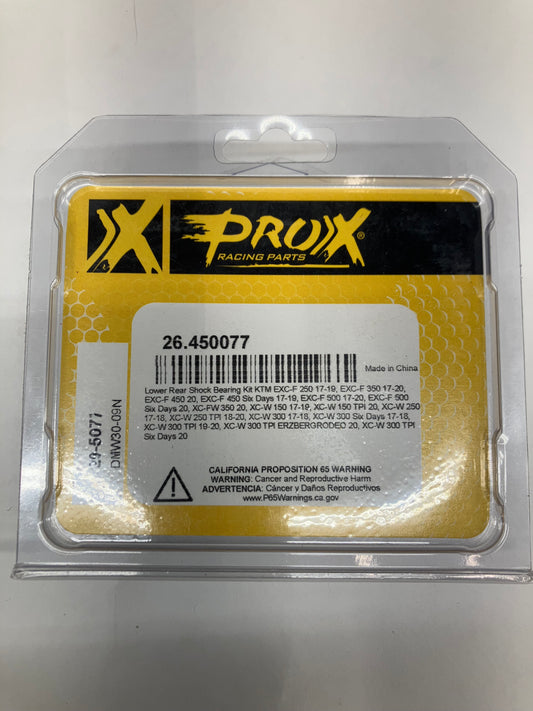 PROX®
RACING PARTS
26.450077
Made in China
Lower Rear Shock Bearing Kit KTM EXC-F 250 17-19, EXC-F 350 17-20,
EXC-F 450 20, EXC-F 450 Six Days 17-19, EXC-F 500 17-20, EXC-F 500
Six Days 20, XC-FW 350 20, XC-W 150 17-19, XC-W 150 TPI 20, XC-W 250
17-18, XC-W 250 TPI 18-20, XC-W 300 17-18, XC-W 300 Six Days 17-18,
XC-W 300 TPI 19-20, XC-W 300 TPI ERZBERGRODEO 20, XC-W 300 TPI
Six Days 20
CALIFORNIA PROPOSITION 65 WARNING
WARNING: Cancer and Reproductive Harm
ADVERTENCIA: Cáncer y Daños Reproductivos
www.P65Warnings.ca.gov
29-5077
DMW30-09N